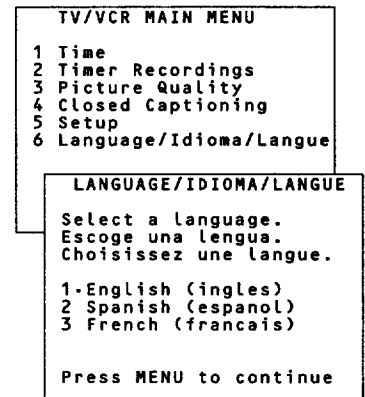 TV/VCR MAIN MENU
1 Time
2 Timer Recordings
3 Picture Quality
4 Closed Captioning
5 Setup
6 Language/Idioma/Langue
LANGUAGE/IDIOMA/LANGUE
Select a language.
Escoge una lengua.
Choisissez une langue.
1·English (ingles)
2 Spanish (espanol)
3 French (francais)
Press MENU to continue